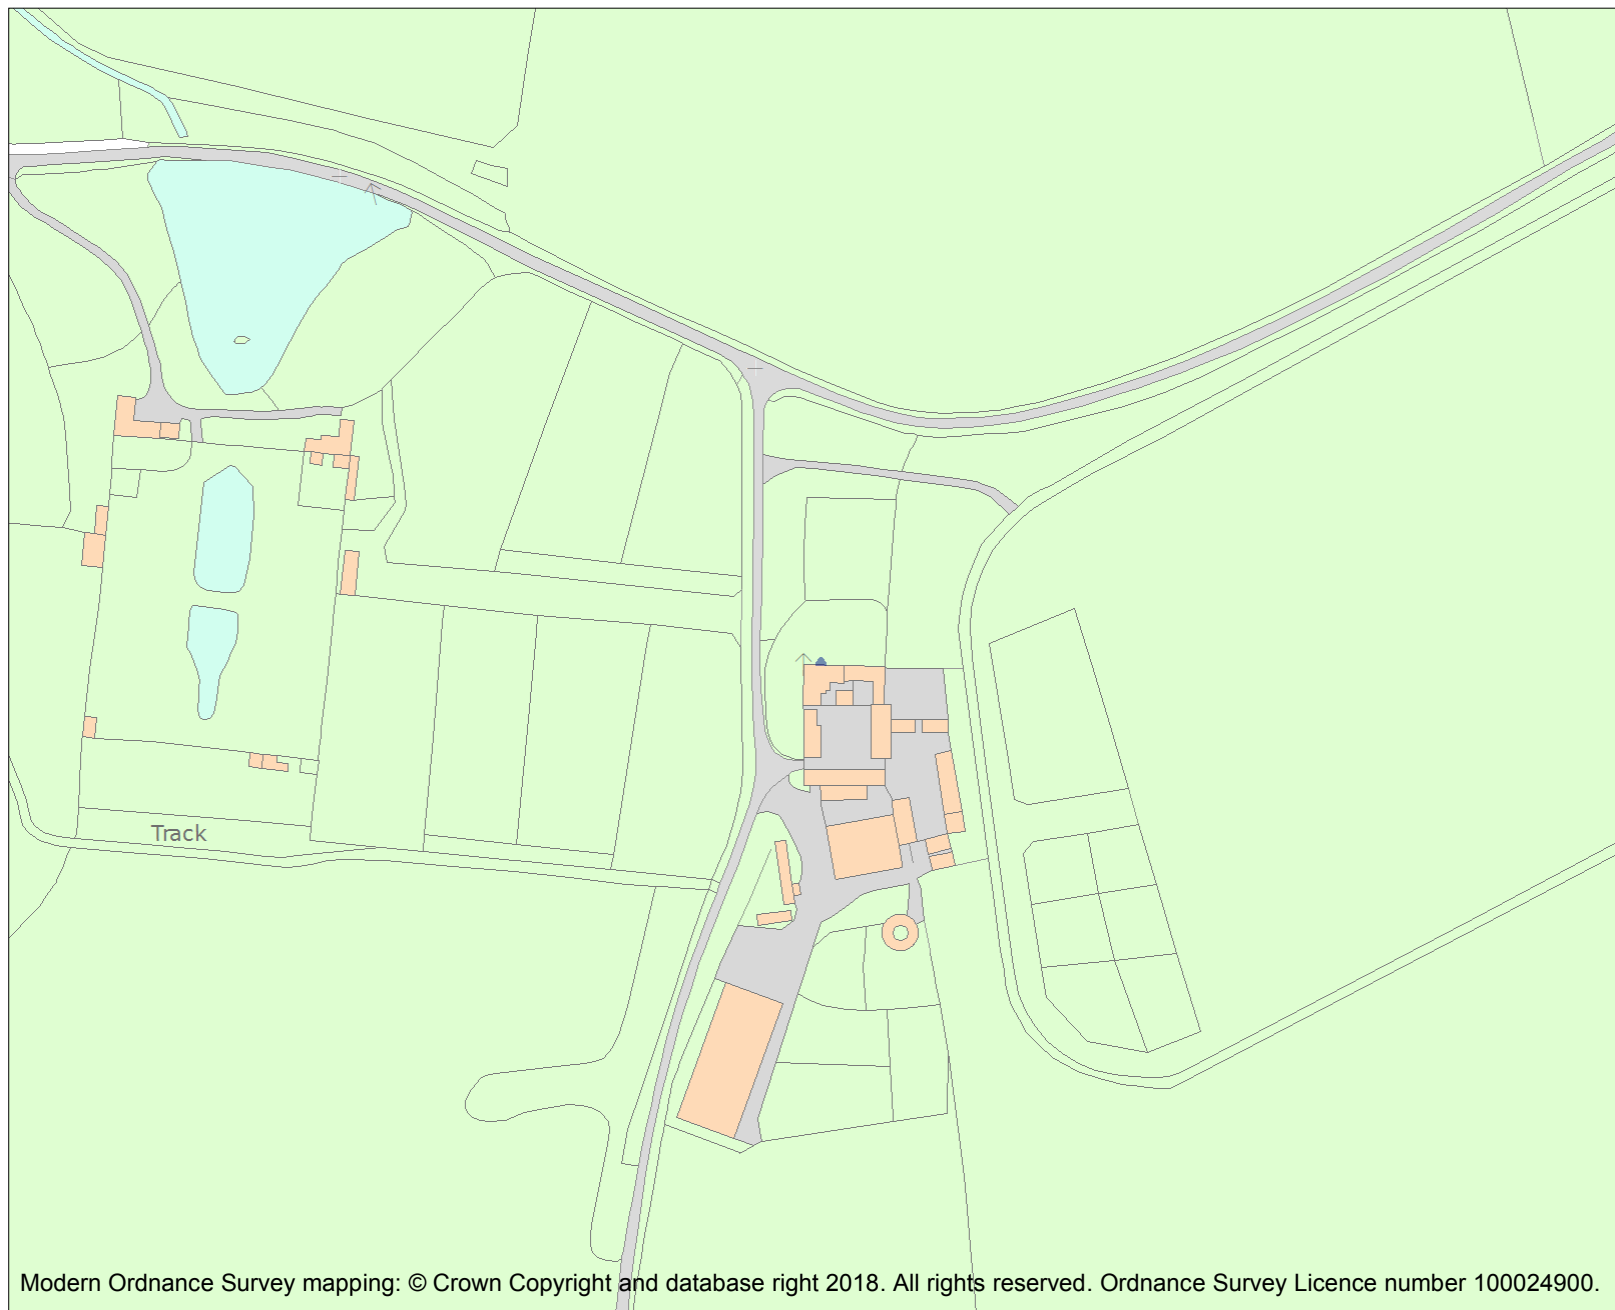 Track
Modern Ordnance Survey mapping: © Crown Copyright and database right 2018. All rights reserved. Ordnance Survey Licence number 100024900.